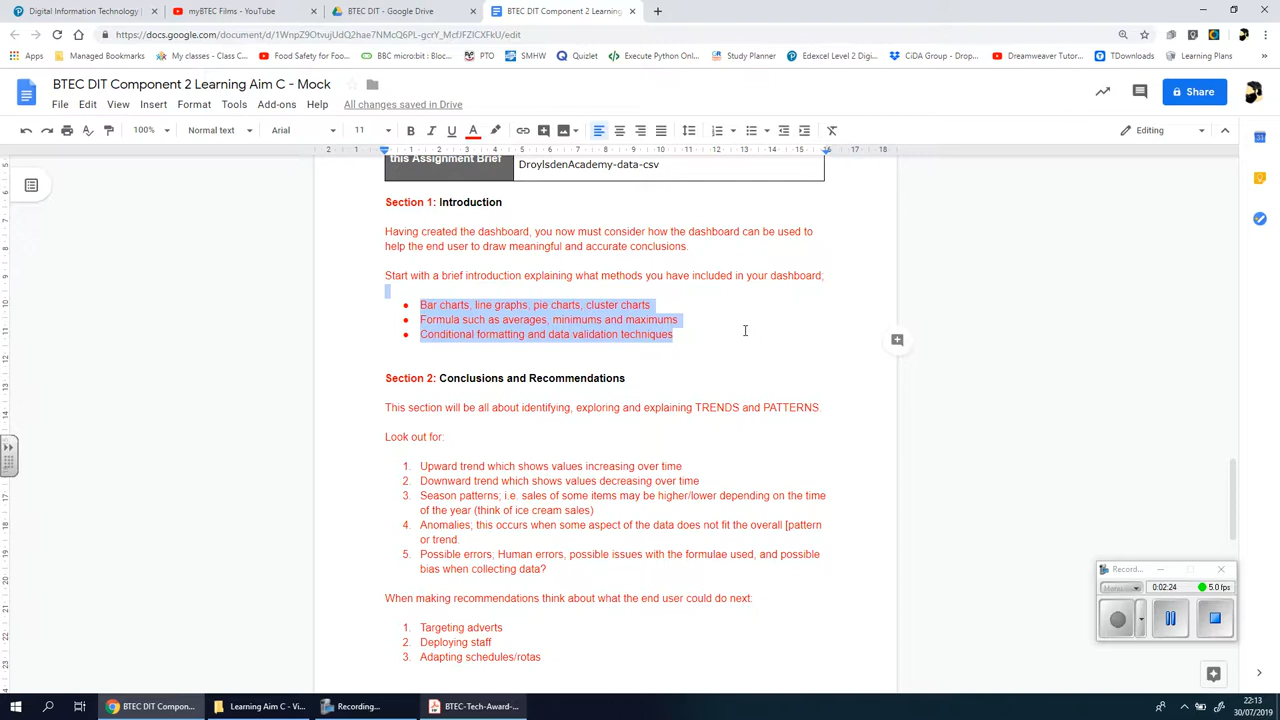 Digital Information Technology
myBTEC Films - YouTube
BTEC DIT - Google Drive
BTEC DIT Component 2 Learning
https://docs.google.com/document/d/1WnpZ9OtvujUdQ2hae7NMcQ6PL-gcrY_McfJFZICXFkU/edit
Apps
Managed Bookmarks
My classes - Class C...
Food Safety for Foo...
BBC micro:bit : Bloc...
PTO
SMHW
Quizlet
Execute Python Onl...
Study Planner
Edexcel Level 2 Digi...
CiDA Group - Drop...
Dreamweaver Tutor...
TDownloads
Learning Plans
BTEC DIT Component 2 Learning Aim C - Mock
File Edit View Insert Format Tools Add-ons Help All changes saved in Drive
Share
100% Normal text Arial 11 Editing
this Assignment Brief
DroylsdenAcademy-data-csv
Section 1: Introduction
Having created the dashboard, you now must consider how the dashboard can be used to
help the end user to draw meaningful and accurate conclusions.
Start with a brief introduction explaining what methods you have included in your dashboard;
● Bar charts, line graphs, pie charts, cluster charts
● Formula such as averages, minimums and maximums
● Conditional formatting and data validation techniques
Section 2: Conclusions and Recommendations
This section will be all about identifying, exploring and explaining TRENDS and PATTERNS.
Look out for:
1. Upward trend which shows values increasing over time
2. Downward trend which shows values decreasing over time
3. Season patterns; i.e. sales of some items may be higher/lower depending on the time
of the year (think of ice cream sales)
4. Anomalies; this occurs when some aspect of the data does not fit the overall [pattern
or trend.
5. Possible errors; Human errors, possible issues with the formulae used, and possible
bias when collecting data?
When making recommendations think about what the end user could do next:
1. Targeting adverts
2. Deploying staff
3. Adapting schedules/rotas
Record...
0:02:24
5.0 fps
BTEC DIT Compon...
Learning Aim C - Vi...
Recording...
BTEC-Tech-Award-...
22:13
30/07/2019